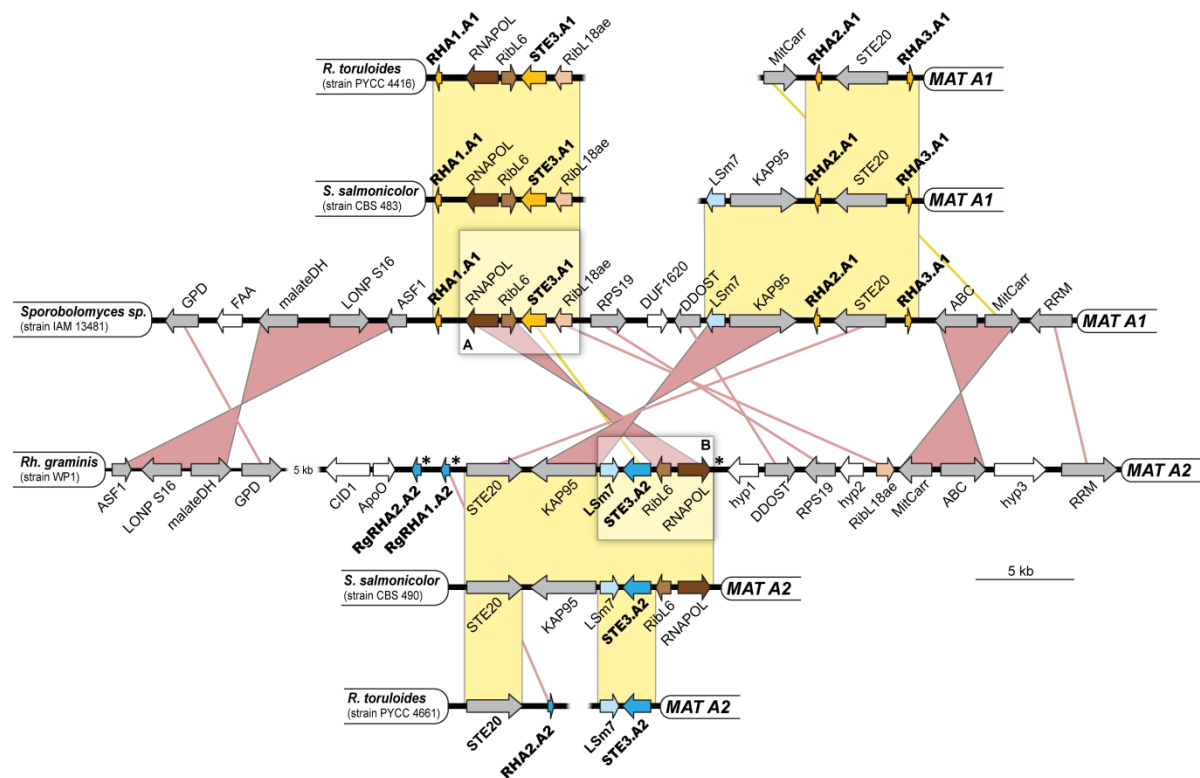 RHA1.A1 RNAPOL RibL6 STE3.A1 RibL18ae MitCarr RHA2.A1 STE20 RHA3.A1
R. toruloides
(strain PYCC 4416)
MAT A1
RHA1.A1 RNAPOL RibL6 STE3.A1 RibL18ae LSm7 KAP95 RHA2.A1 STE20 RHA3.A1
S. salmonicolor
(strain CBS 483)
MAT A1
GPD FAA malateDH LONP S16 ASF1 RHA1.A1 RNAPOL RibL6 STE3.A1 RibL18ae RPS19 DUF1620 DDOST LSm7 KAP95 RHA2.A1 STE20 RHA3.A1 ABC MitCarr RRM
Sporobolomyces sp.
(strain IAM 13481)
MAT A1
A
B
Rh. graminis
(strain WP1)
5 kb
* * *
MAT A2
ASF1 LONP S16 malateDH GPD CID1 ApoO RgRHA2.A2 RgRHA1.A2 STE20 KAP95 LSm7 STE3.A2 RibL6 RNAPOL hyp1 DDOST RPS19 hyp2 RibL18ae MitCarr ABC hyp3 RRM
5 kb
S. salmonicolor
(strain CBS 490)
MAT A2
STE20 KAP95 LSm7 STE3.A2 RibL6 RNAPOL
R. toruloides
(strain PYCC 4661)
MAT A2
STE20 RHA2.A2 LSm7 STE3.A2